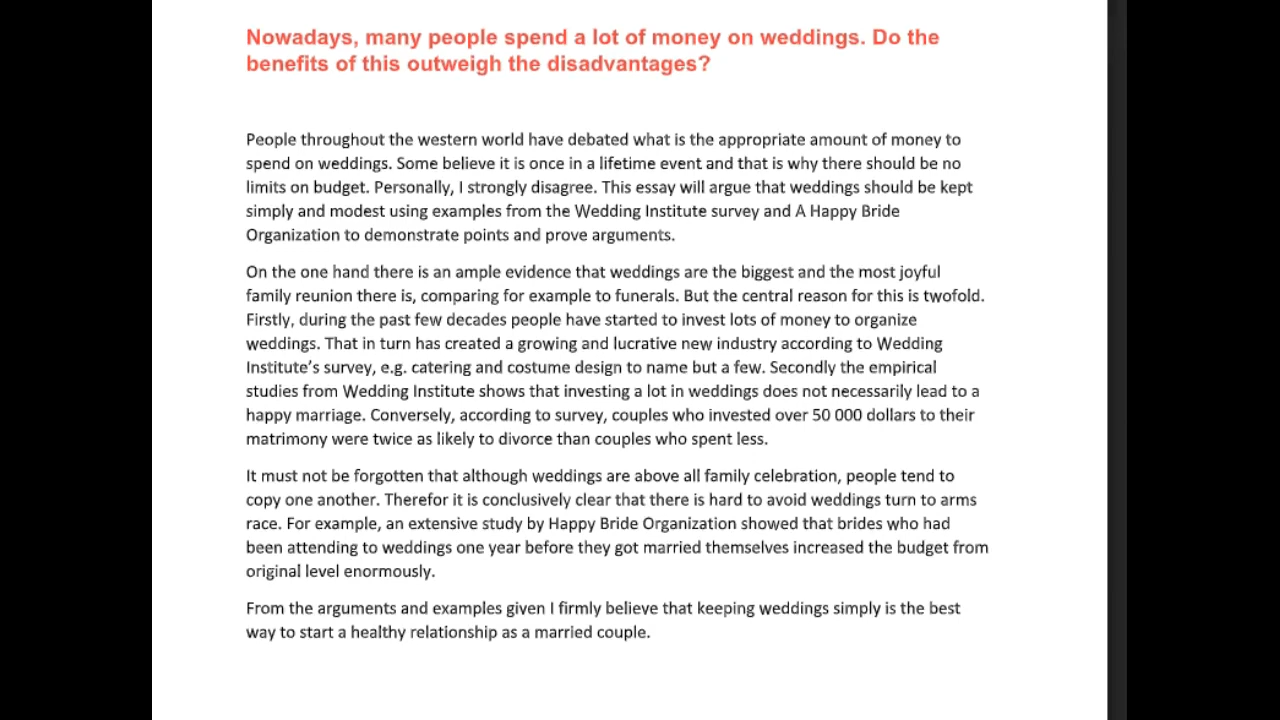 Nowadays, many people spend a lot of money on weddings. Do the
benefits of this outweigh the disadvantages?
People throughout the western world have debated what is the appropriate amount of money to
spend on weddings. Some believe it is once in a lifetime event and that is why there should be no
limits on budget. Personally, I strongly disagree. This essay will argue that weddings should be kept
simply and modest using examples from the Wedding Institute survey and A Happy Bride
Organization to demonstrate points and prove arguments.
On the one hand there is an ample evidence that weddings are the biggest and the most joyful
family reunion there is, comparing for example to funerals. But the central reason for this is twofold.
Firstly, during the past few decades people have started to invest lots of money to organize
weddings. That in turn has created a growing and lucrative new industry according to Wedding
Institute's survey, e.g. catering and costume design to name but a few. Secondly the empirical
studies from Wedding Institute shows that investing a lot in weddings does not necessarily lead to a
happy marriage. Conversely, according to survey, couples who invested over 50 000 dollars to their
matrimony were twice as likely to divorce than couples who spent less.
It must not be forgotten that although weddings are above all family celebration, people tend to
copy one another. Therefor it is conclusively clear that there is hard to avoid weddings turn to arms
race. For example, an extensive study by Happy Bride Organization showed that brides who had
been attending to weddings one year before they got married themselves increased the budget from
original level enormously.
From the arguments and examples given I firmly believe that keeping weddings simply is the best
way to start a healthy relationship as a married couple.